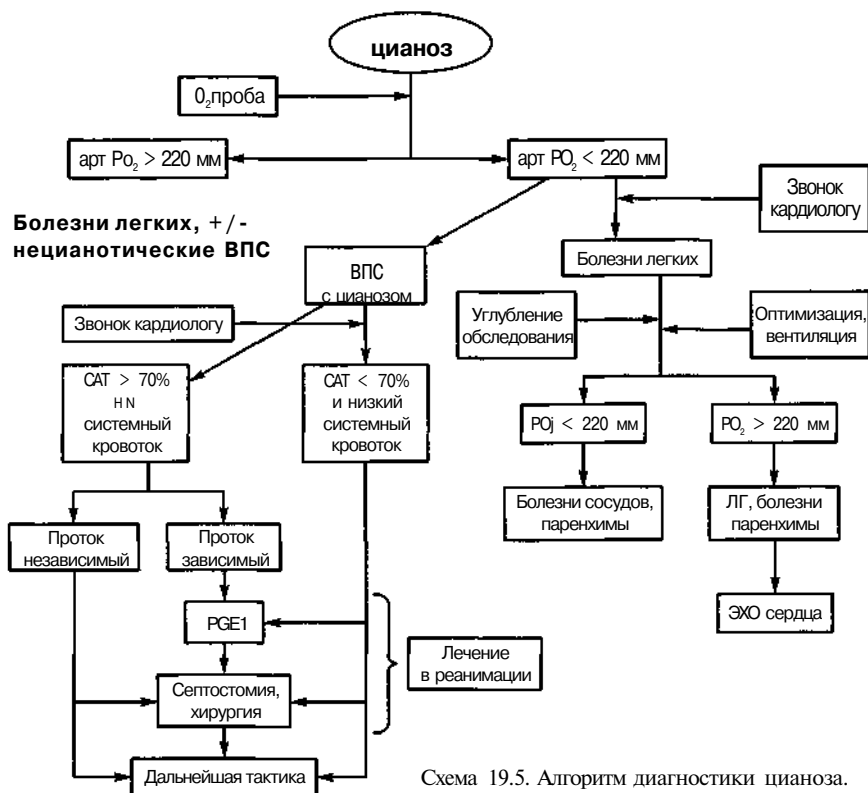 цианоз
O₂проба
арт Po₂ > 220 мм
арт PO₂ < 220 мм
Звонок
кардиологу
Болезни легких, +/-
нецианотические ВПС
ВПС
с цианозом
Болезни легких
Звонок кардиологу
Углубление
обследования
Оптимизация,
вентиляция
САТ > 70%
H N
системный
кровоток
САТ < 70%
и низкий
системный
кровоток
POj < 220 мм
PO₂ > 220 мм
Болезни сосудов,
паренхимы
ЛГ, болезни
паренхимы
Проток
независимый
Проток
зависимый
PGE1
ЭХО сердца
Лечение
в реанимации
Септостомия,
хирургия
Дальнейшая тактика
Схема 19.5. Алгоритм диагностики цианоза.